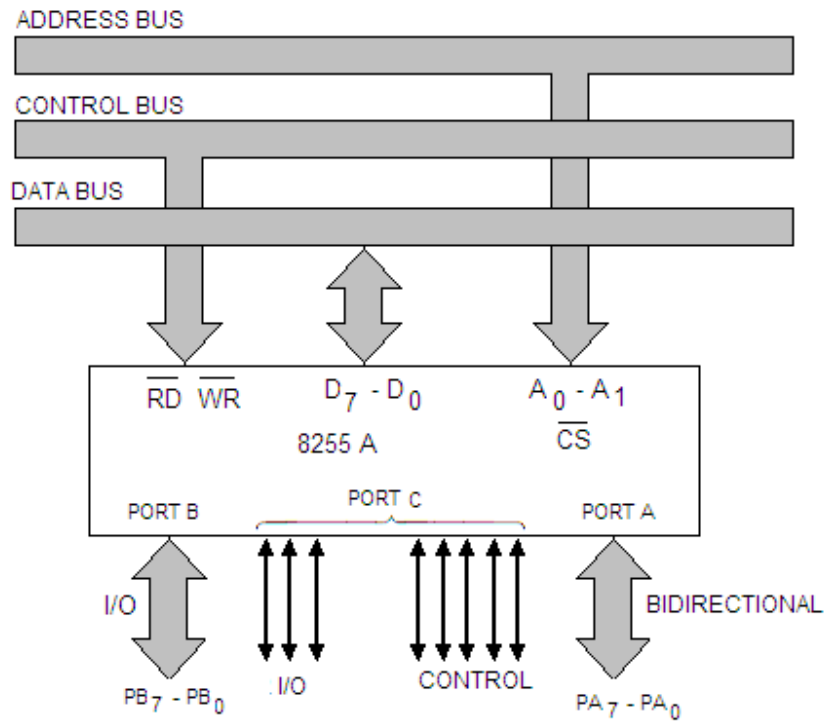 ADDRESS BUS
CONTROL BUS
DATA BUS
RD WR D7 - D0 A0 - A1
8255 A CS
PORT B PORT C PORT A
I/O BIDIRECTIONAL
.I/O CONTROL
PB7 - PB0 PA7 - PA0